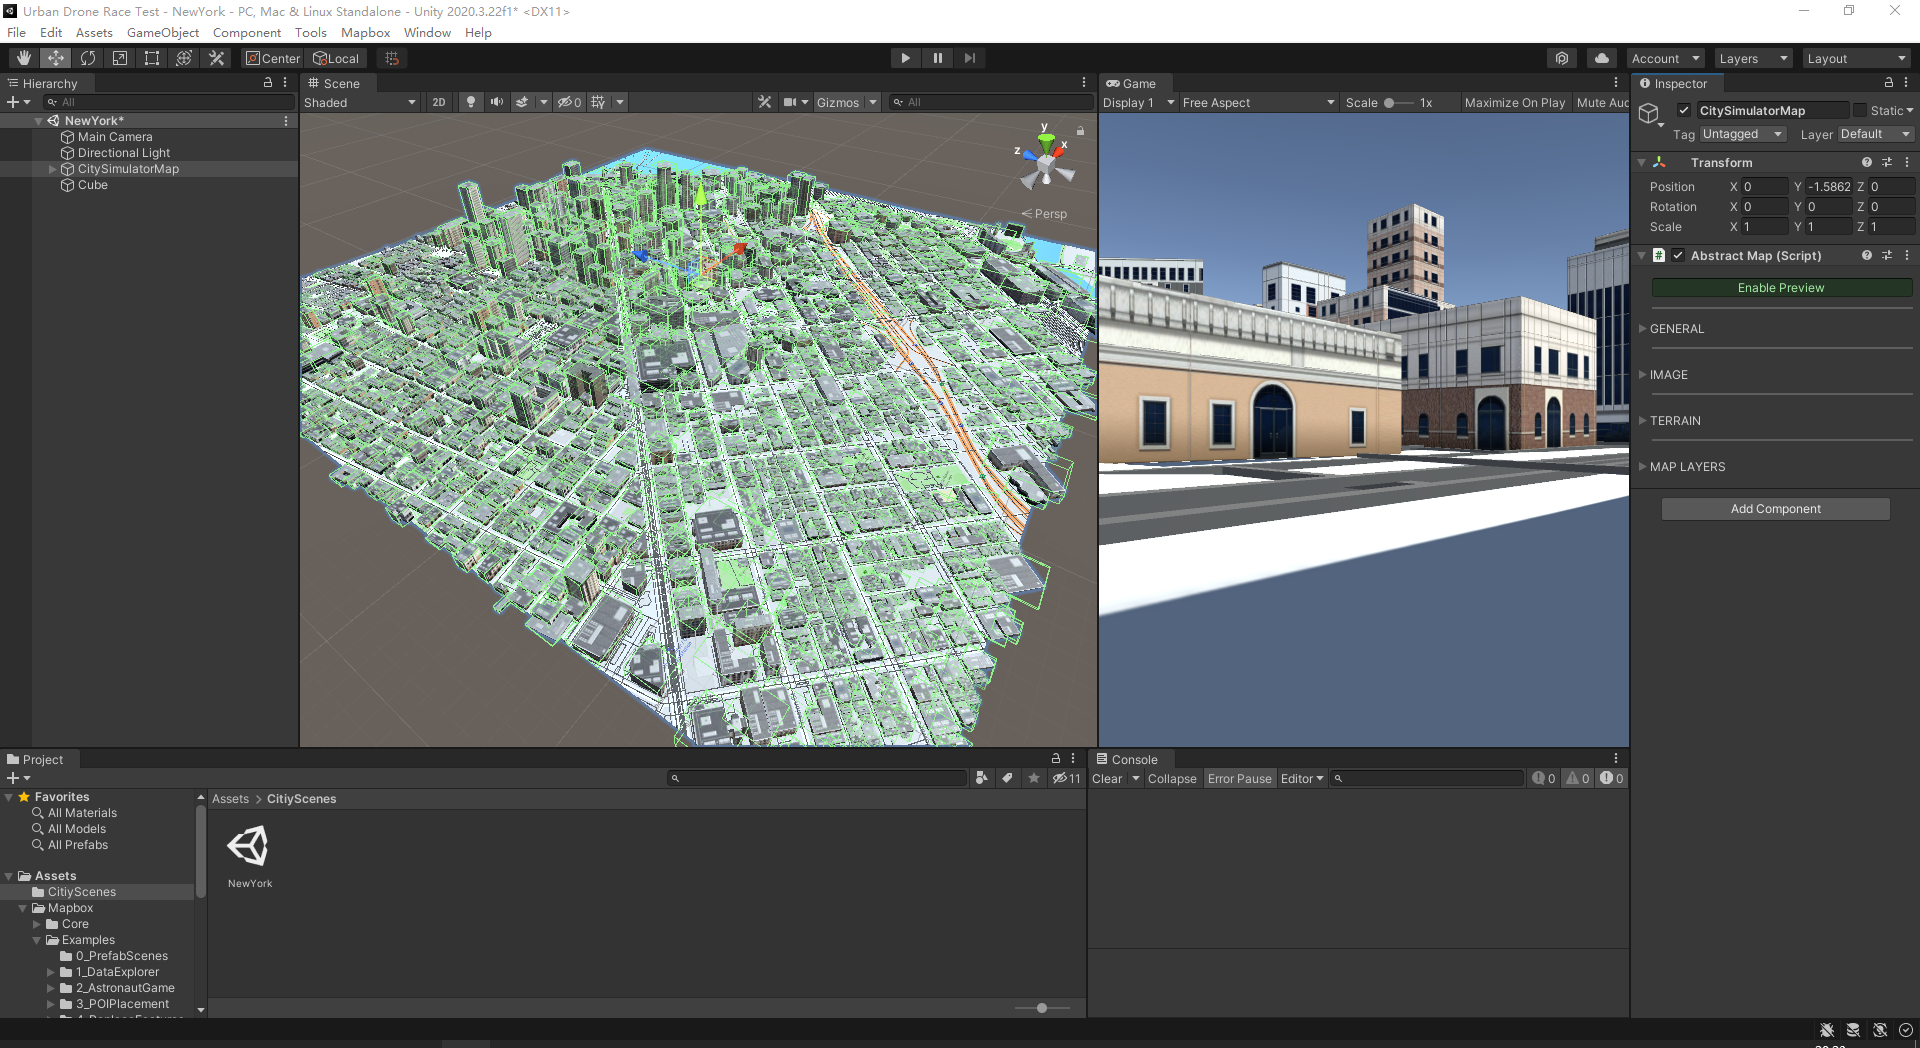 Urban Drone Race Test - NewYork - PC, Mac & Linux Standalone - Unity 2020.3.22f1* <DX11>
File Edit Assets GameObject Component Tools Mapbox Window Help
Center Local Account Layers Layout
Hierarchy
All
NewYork*
Main Camera
Directional Light
CitySimulatorMap
Cube
Scene
Shaded 2D 0 Gizmos All
y
x
z
Persp
Game
Display 1 Free Aspect Scale 1x Maximize On Play Mute Au
Inspector
CitySimulatorMap Static
Tag Untagged Layer Default
Transform
Position X 0 Y -1.5862 Z 0
Rotation X 0 Y 0 Z 0
Scale X 1 Y 1 Z 1
Abstract Map (Script)
Enable Preview
GENERAL
IMAGE
TERRAIN
MAP LAYERS
Add Component
Project
11
Favorites
All Materials
All Models
All Prefabs
Assets
CitiyScenes
Mapbox
Core
Examples
0_PrefabScenes
1_DataExplorer
2_AstronautGame
3_POIPlacement
Assets > CitiyScenes
NewYork
Console
Clear Collapse Error Pause Editor 0 0 0